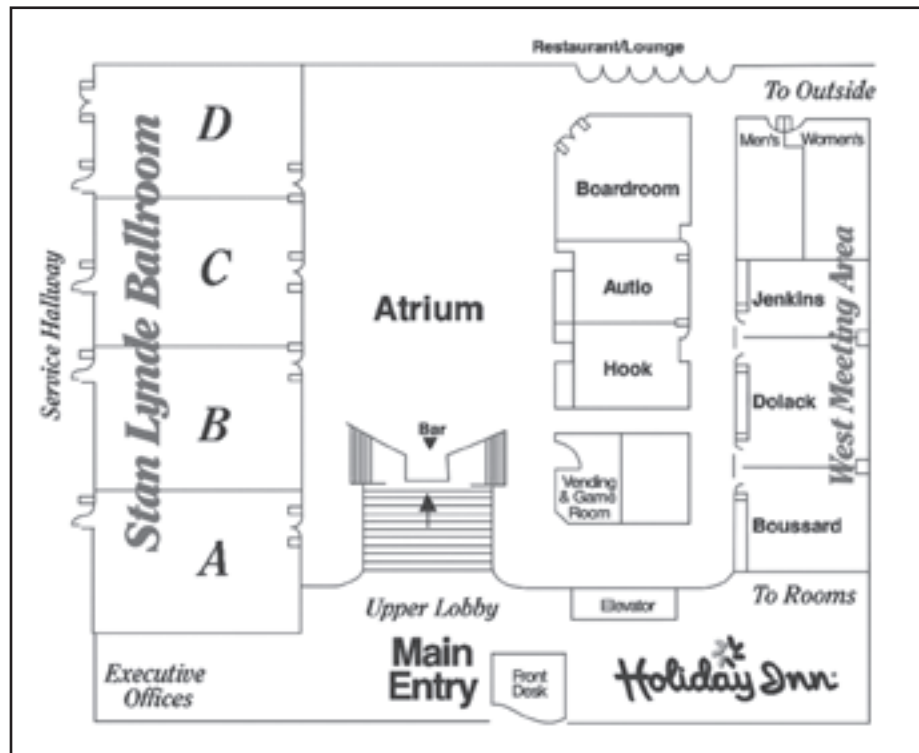 Restaurant/Lounge
To Outside
Men's
Women's
D
Boardroom
Stan Lynde Ballroom
C
Service Hallway
Atrium
Autio
Jenkins
West Meeting Area
Hook
Dolack
B
Bar
Vending
& Game
Room
Boussard
A
Upper Lobby
Elevator
To Rooms
Executive
Offices
Main
Entry
Front
Desk
Holiday Inn